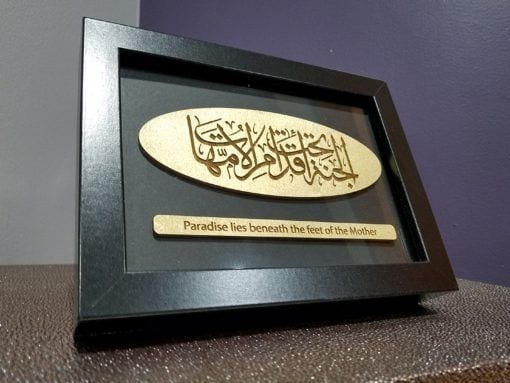 الجنة تحت أقدام الأمهات
Paradise lies beneath the feet of the Mother